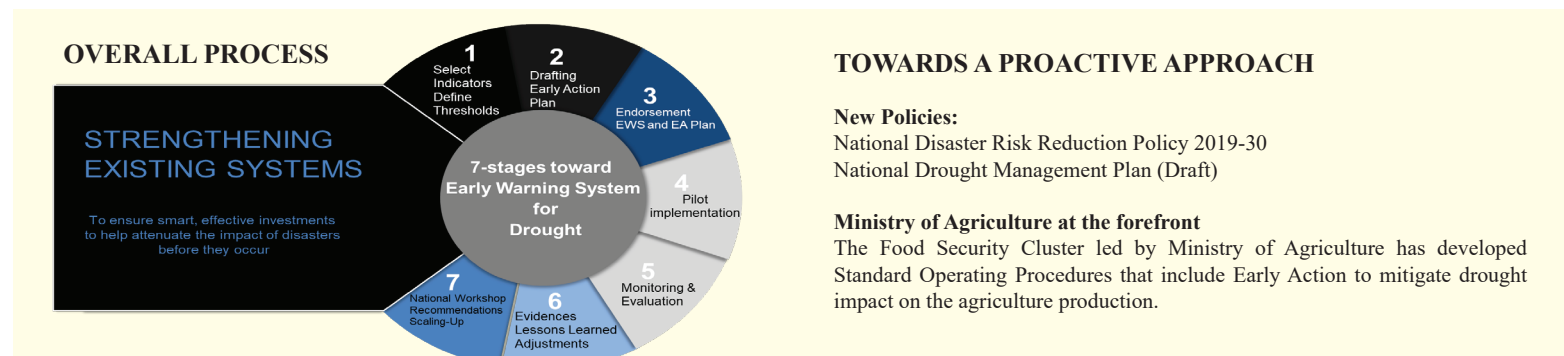 OVERALL PROCESS
STRENGTHENING
EXISTING SYSTEMS
To ensure smart, effective investments
to help attenuate the impact of disasters
before they occur
1
Select
Indicators
Define
Thresholds
2
Drafting
Early Action
Plan
3
Endorsement
EWS and EA Plan
4
Pilot
implementation
5
Monitoring &
Evaluation
6
Evidences
Lessons Learned
Adjustments
7
National Workshop
Recommendations
Scaling-Up
7-stages toward
Early Warning System
for
Drought
TOWARDS A PROACTIVE APPROACH
New Policies:
National Disaster Risk Reduction Policy 2019-30
National Drought Management Plan (Draft)
Ministry of Agriculture at the forefront
The Food Security Cluster led by Ministry of Agriculture has developed
Standard Operating Procedures that include Early Action to mitigate drought
impact on the agriculture production.